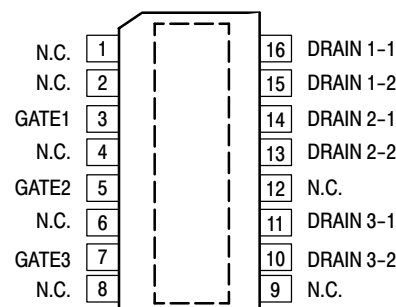 N.C. 1 16 DRAIN 1-1
N.C. 2 15 DRAIN 1-2
GATE1 3 14 DRAIN 2-1
N.C. 4 13 DRAIN 2-2
GATE2 5 12 N.C.
N.C. 6 11 DRAIN 3-1
GATE3 7 10 DRAIN 3-2
N.C. 8 9 N.C.